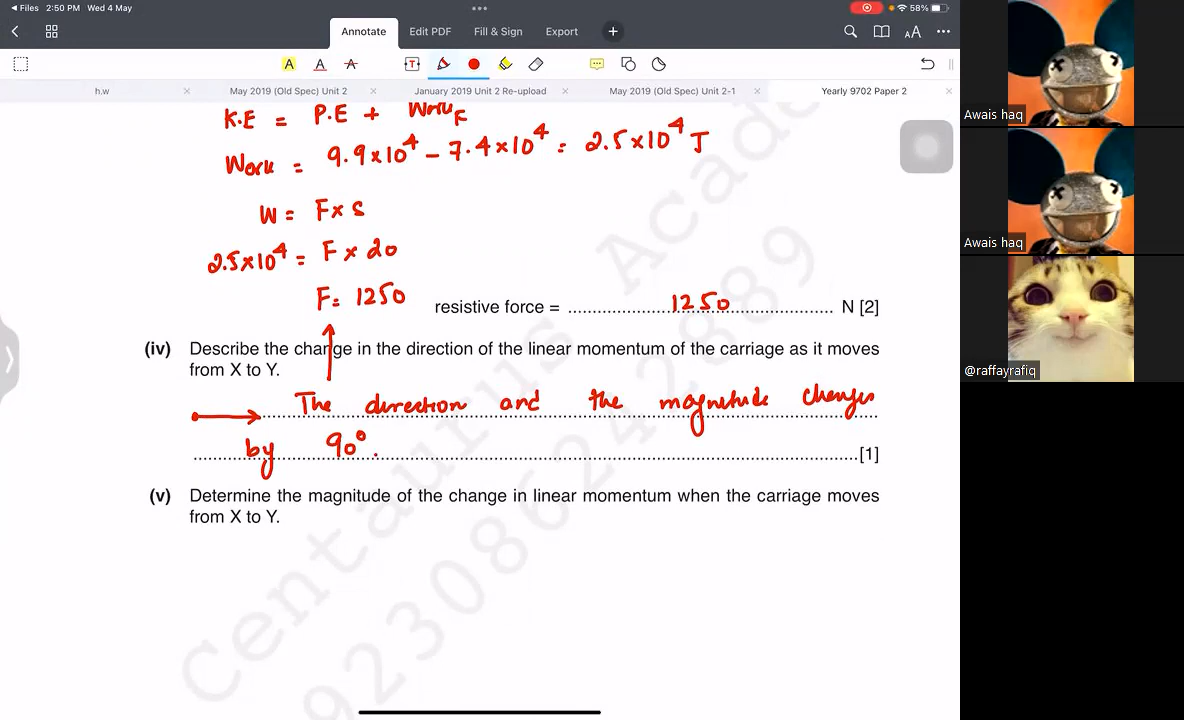 Files 2:50 PM Wed 4 May
58%
Annotate Edit PDF Fill & Sign Export
h.w May 2019 (Old Spec) Unit 2 January 2019 Unit 2 Re-upload May 2019 (Old Spec) Unit 2-1 Yearly 9702 Paper 2
K.E = P.E + Work F
Work = 9.9×10⁴ - 7.4×10⁴ = 2.5×10⁴ J
W = F×s
2.5×10⁴ = F × 20
F = 1250
resistive force = 1250 N [2]
(iv) Describe the change in the direction of the linear momentum of the carriage as it moves
from X to Y.
The direction and the magnitude changes
by 90°. [1]
(v) Determine the magnitude of the change in linear momentum when the carriage moves
from X to Y.
Centaurus Acade
923086242889
Awais haq
Awais haq
@raffayrafiq